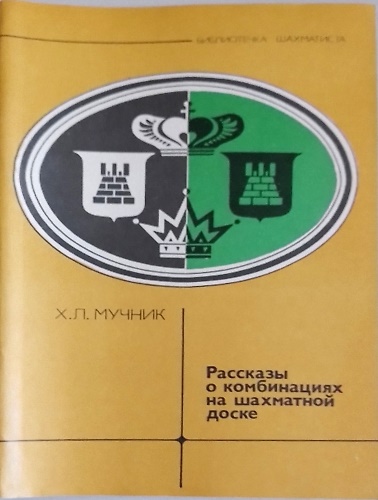 БИБЛИОТЕЧКА ШАХМАТИСТА
Х.Л. МУЧНИК
Рассказы
о комбинациях
на шахматной
доске